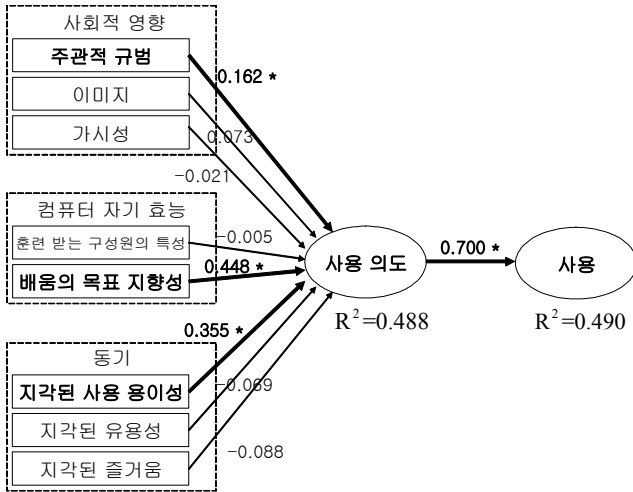 사회적 영향
주관적 규범
이미지
가시성
0.162 *
0.073
-0.021
컴퓨터 자기 효능
훈련 받는 구성원의 특성
배움의 목표 지향성
-0.005
0.448 *
0.355 *
사용 의도
R²=0.488
0.700 *
사용
R²=0.490
동기
지각된 사용 용이성
지각된 유용성
지각된 즐거움
-0.069
-0.088